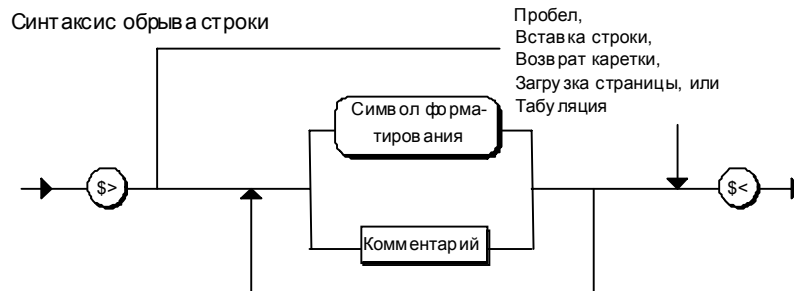 Синтаксис обрыва строки
Пробел,
Вставка строки,
Возврат каретки,
Загрузка страницы, или
Табуляция
Символ форма-
тирования
$>
$<
Комментарий